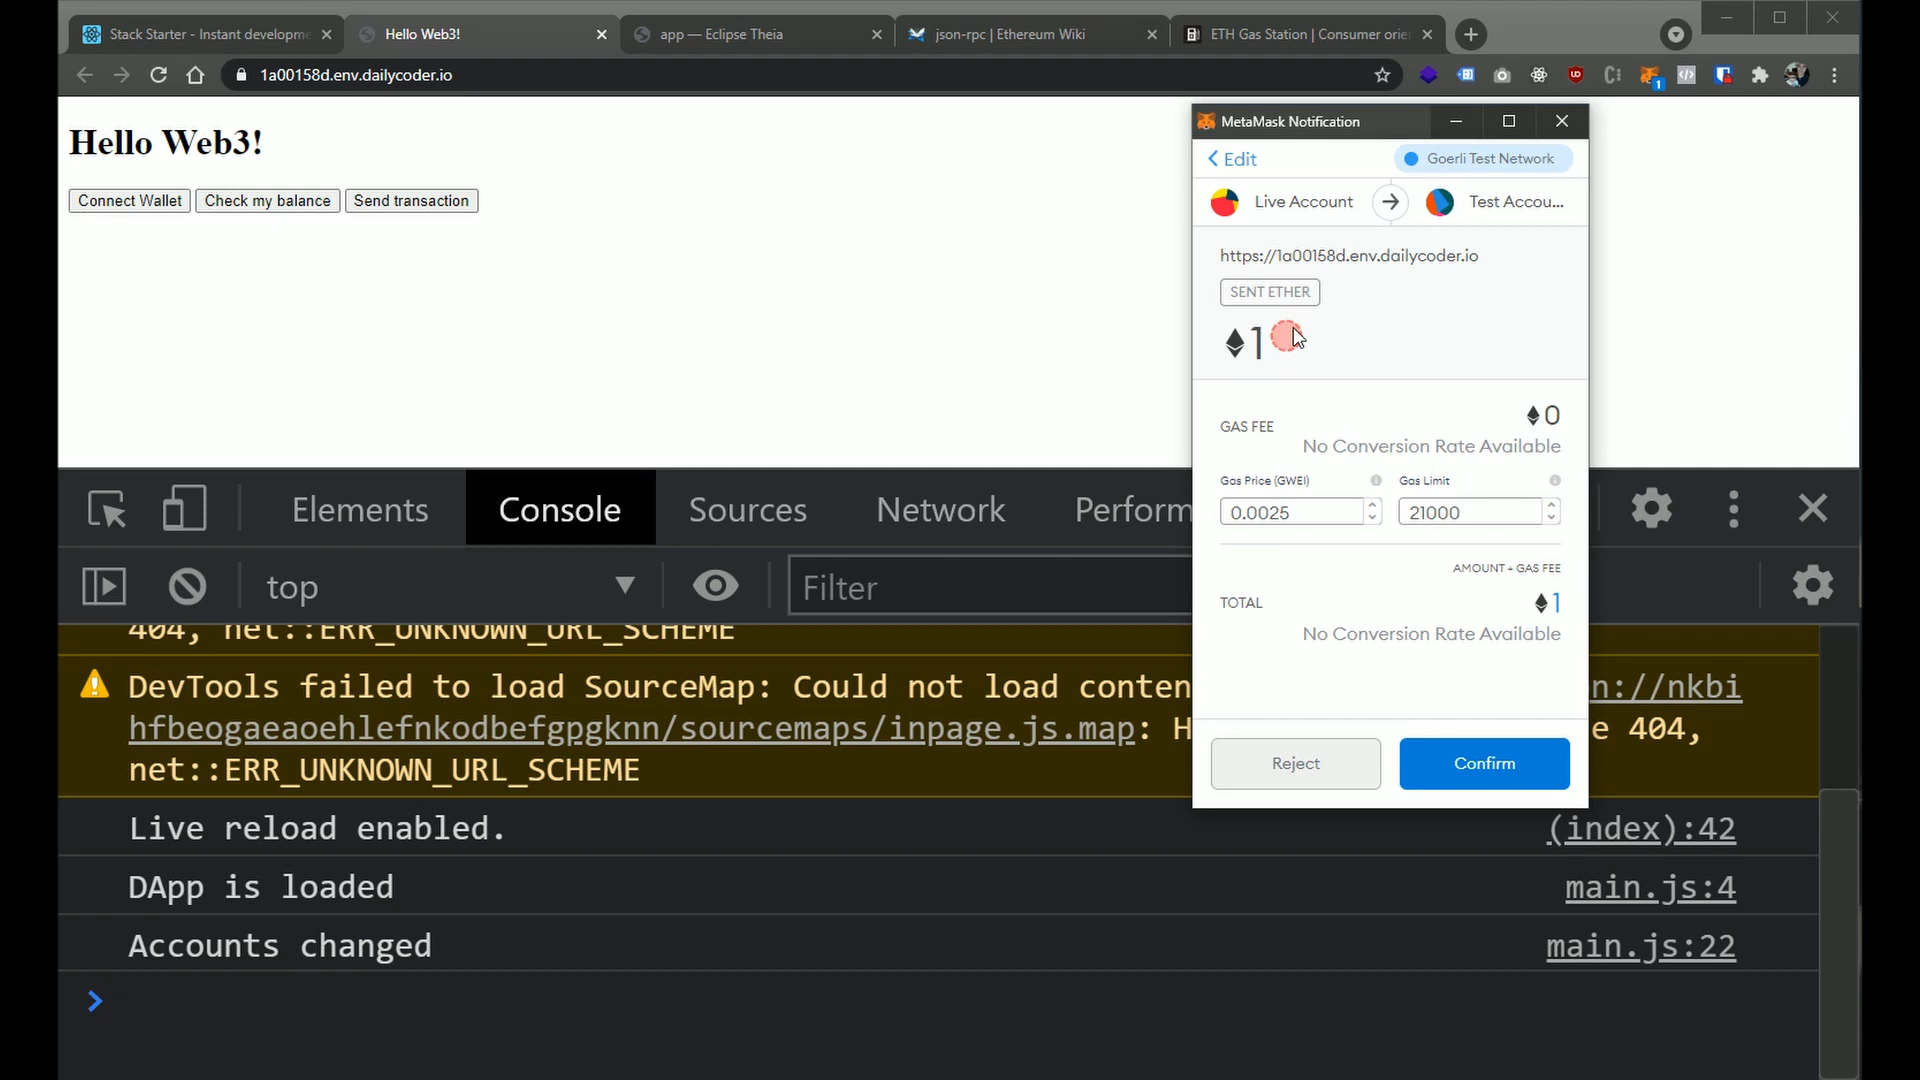 Stack Starter - Instant developme
Hello Web3!
app — Eclipse Theia
json-rpc | Ethereum Wiki
ETH Gas Station | Consumer orie
1a00158d.env.dailycoder.io
1
Hello Web3!
Connect Wallet
Check my balance
Send transaction
MetaMask Notification
Edit
Goerli Test Network
Live Account
Test Accou...
https://1a00158d.env.dailycoder.io
SENT ETHER
1
GAS FEE
0
No Conversion Rate Available
Gas Price (GWEI)
Gas Limit
0.0025
21000
AMOUNT + GAS FEE
TOTAL
1
No Conversion Rate Available
Reject
Confirm
Elements
Console
Sources
Network
Perform
top
Filter
404, net::ERR_UNKNOWN_URL_SCHEME
DevTools failed to load SourceMap: Could not load conten n://nkbi
hfbeogaeaoehlefnkodbefgpgknn/sourcemaps/inpage.js.map: H e 404,
net::ERR_UNKNOWN_URL_SCHEME
Live reload enabled. (index):42
DApp is loaded main.js:4
Accounts changed main.js:22